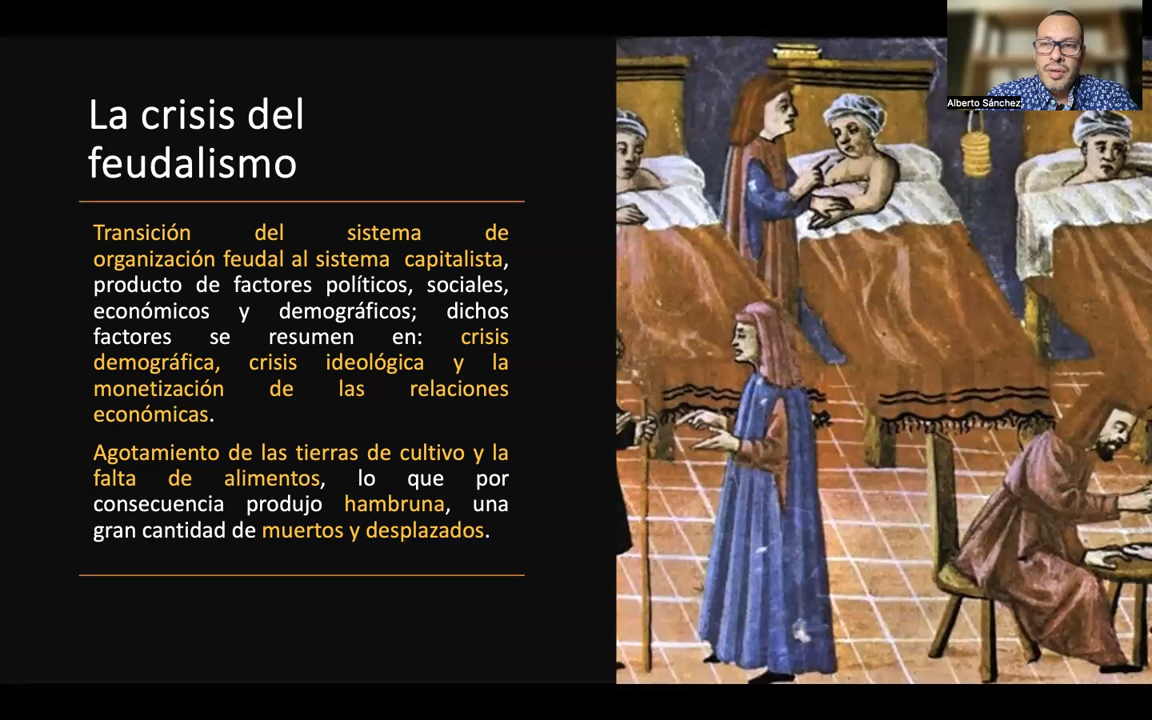 La crisis del
feudalismo
Transición del sistema de
organización feudal al sistema capitalista,
producto de factores políticos, sociales,
económicos y demográficos; dichos
factores se resumen en: crisis
demográfica, crisis ideológica y la
monetización de las relaciones
económicas.
Agotamiento de las tierras de cultivo y la
falta de alimentos, lo que por
consecuencia produjo hambruna, una
gran cantidad de muertos y desplazados.
Alberto Sánchez